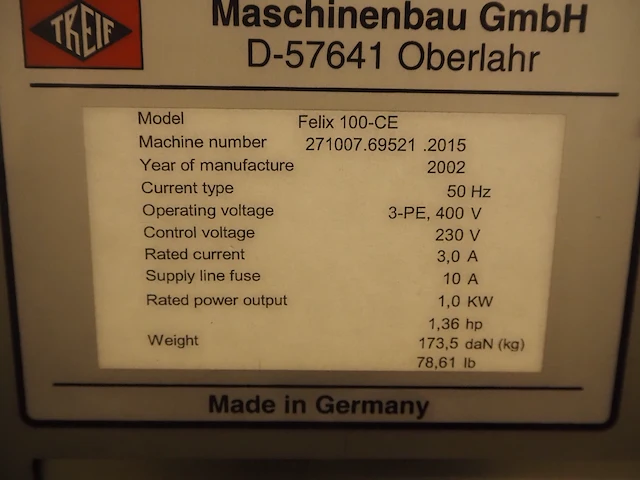 TREIF
Maschinenbau GmbH
D-57641 Oberlahr
Model Felix 100-CE
Machine number 271007.69521 .2015
Year of manufacture 2002
Current type 50 Hz
Operating voltage 3-PE, 400 V
Control voltage 230 V
Rated current 3,0 A
Supply line fuse 10 A
Rated power output 1,0 KW
1,36 hp
Weight 173,5 daN (kg)
78,61 lb
Made in Germany